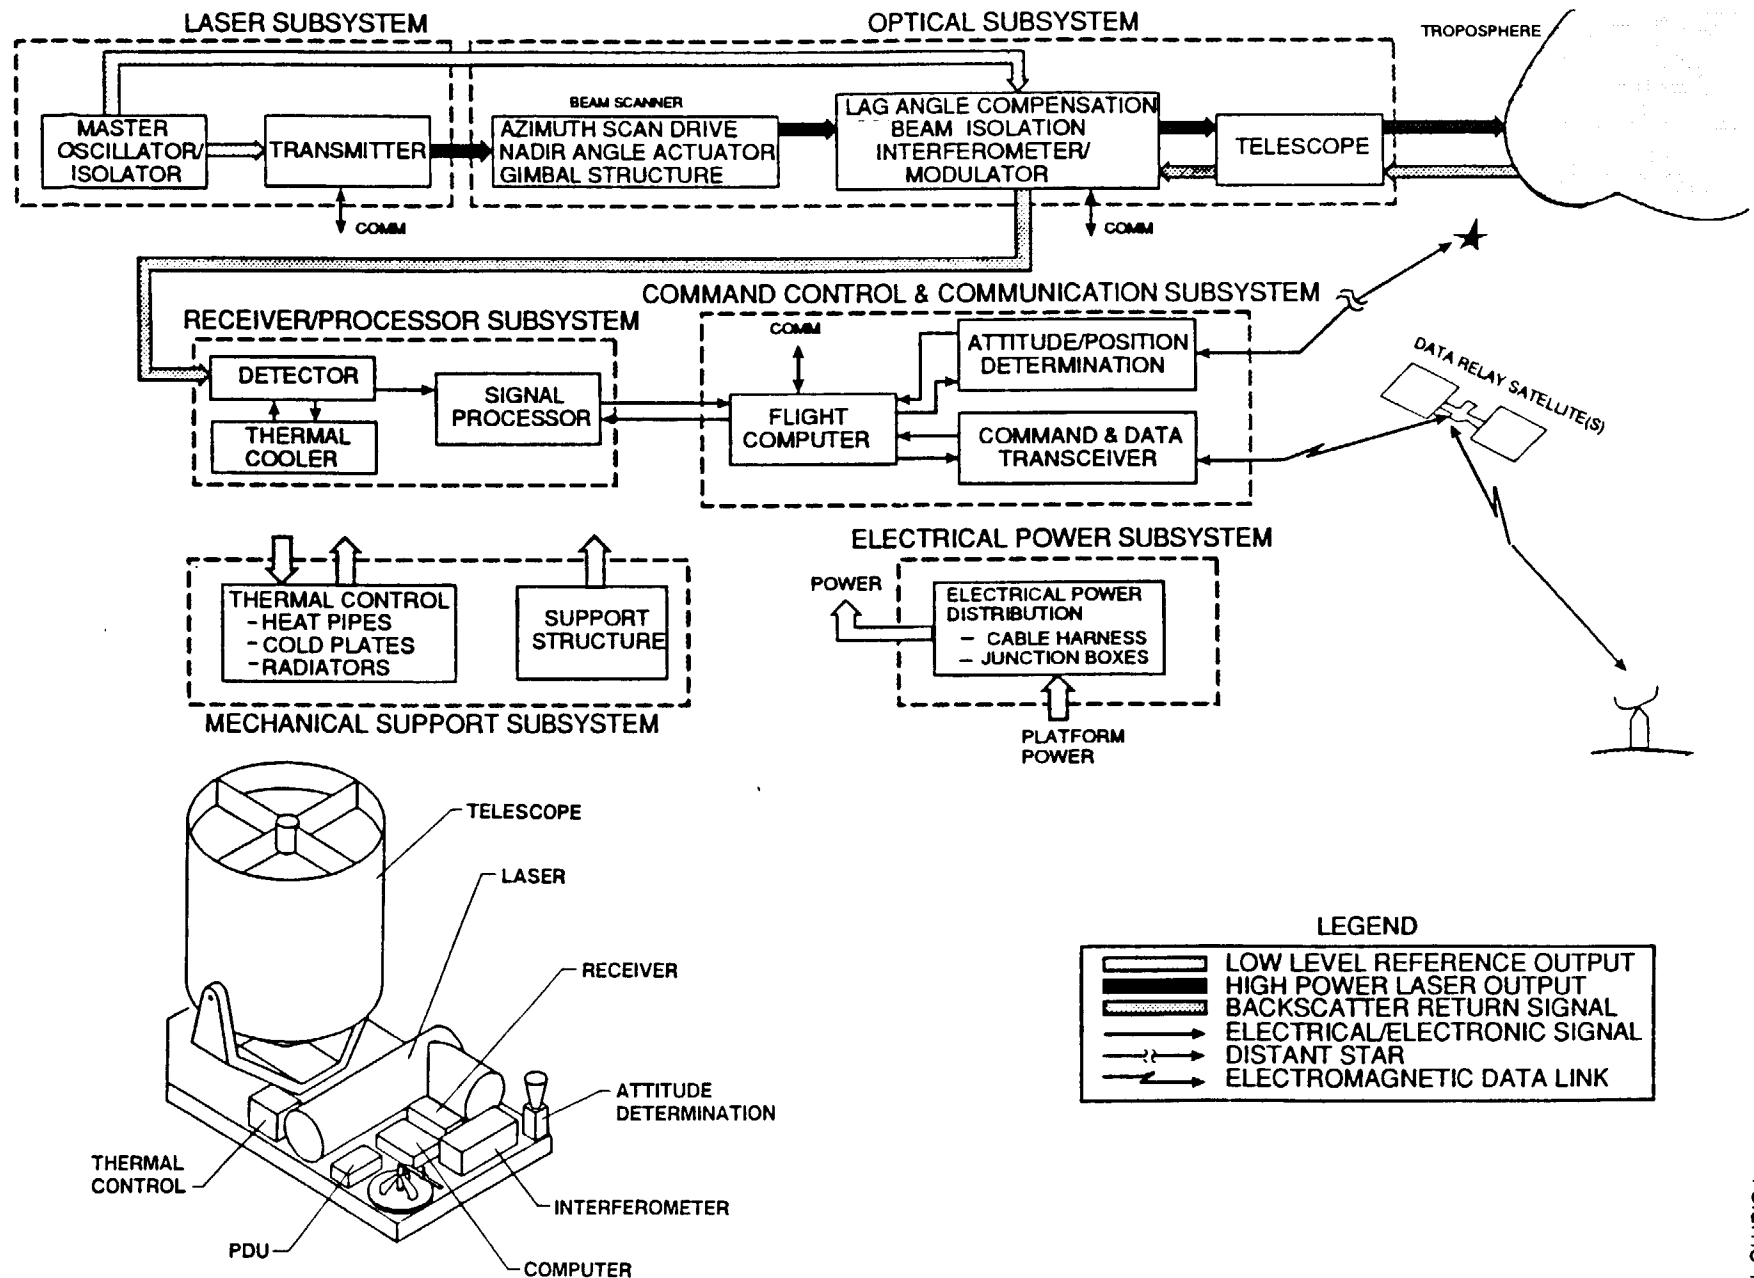 LASER SUBSYSTEM
OPTICAL SUBSYSTEM
TROPOSPHERE
MASTER
OSCILLATOR/
ISOLATOR
TRANSMITTER
BEAM SCANNER
AZIMUTH SCAN DRIVE
NADIR ANGLE ACTUATOR
GIMBAL STRUCTURE
LAG ANGLE COMPENSATION
BEAM ISOLATION
INTERFEROMETER/
MODULATOR
TELESCOPE
COMM
COMM
RECEIVER/PROCESSOR SUBSYSTEM
DETECTOR
THERMAL
COOLER
SIGNAL
PROCESSOR
COMMAND CONTROL & COMMUNICATION SUBSYSTEM
COMM
FLIGHT
COMPUTER
ATTITUDE/POSITION
DETERMINATION
COMMAND & DATA
TRANSCEIVER
DATA RELAY SATELLITE(S)
THERMAL CONTROL
- HEAT PIPES
- COLD PLATES
- RADIATORS
SUPPORT
STRUCTURE
MECHANICAL SUPPORT SUBSYSTEM
ELECTRICAL POWER SUBSYSTEM
POWER
ELECTRICAL POWER
DISTRIBUTION
- CABLE HARNESS
- JUNCTION BOXES
PLATFORM
POWER
TELESCOPE
LASER
RECEIVER
ATTITUDE
DETERMINATION
THERMAL
CONTROL
INTERFEROMETER
PDU
COMPUTER
LEGEND
LOW LEVEL REFERENCE OUTPUT
HIGH POWER LASER OUTPUT
BACKSCATTER RETURN SIGNAL
ELECTRICAL/ELECTRONIC SIGNAL
DISTANT STAR
ELECTROMAGNETIC DATA LINK